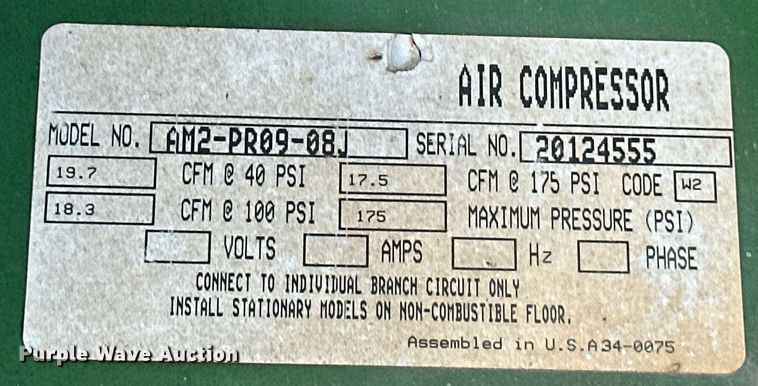 AIR COMPRESSOR
MODEL NO. AM2-PR09-08J SERIAL NO. 20124555
19.7 CFM @ 40 PSI 17.5 CFM @ 175 PSI CODE W2
18.3 CFM @ 100 PSI 175 MAXIMUM PRESSURE (PSI)
VOLTS AMPS Hz PHASE
CONNECT TO INDIVIDUAL BRANCH CIRCUIT ONLY
INSTALL STATIONARY MODELS ON NON-COMBUSTIBLE FLOOR.
Assembled in U.S.A 34-0075
Purple Wave Auction